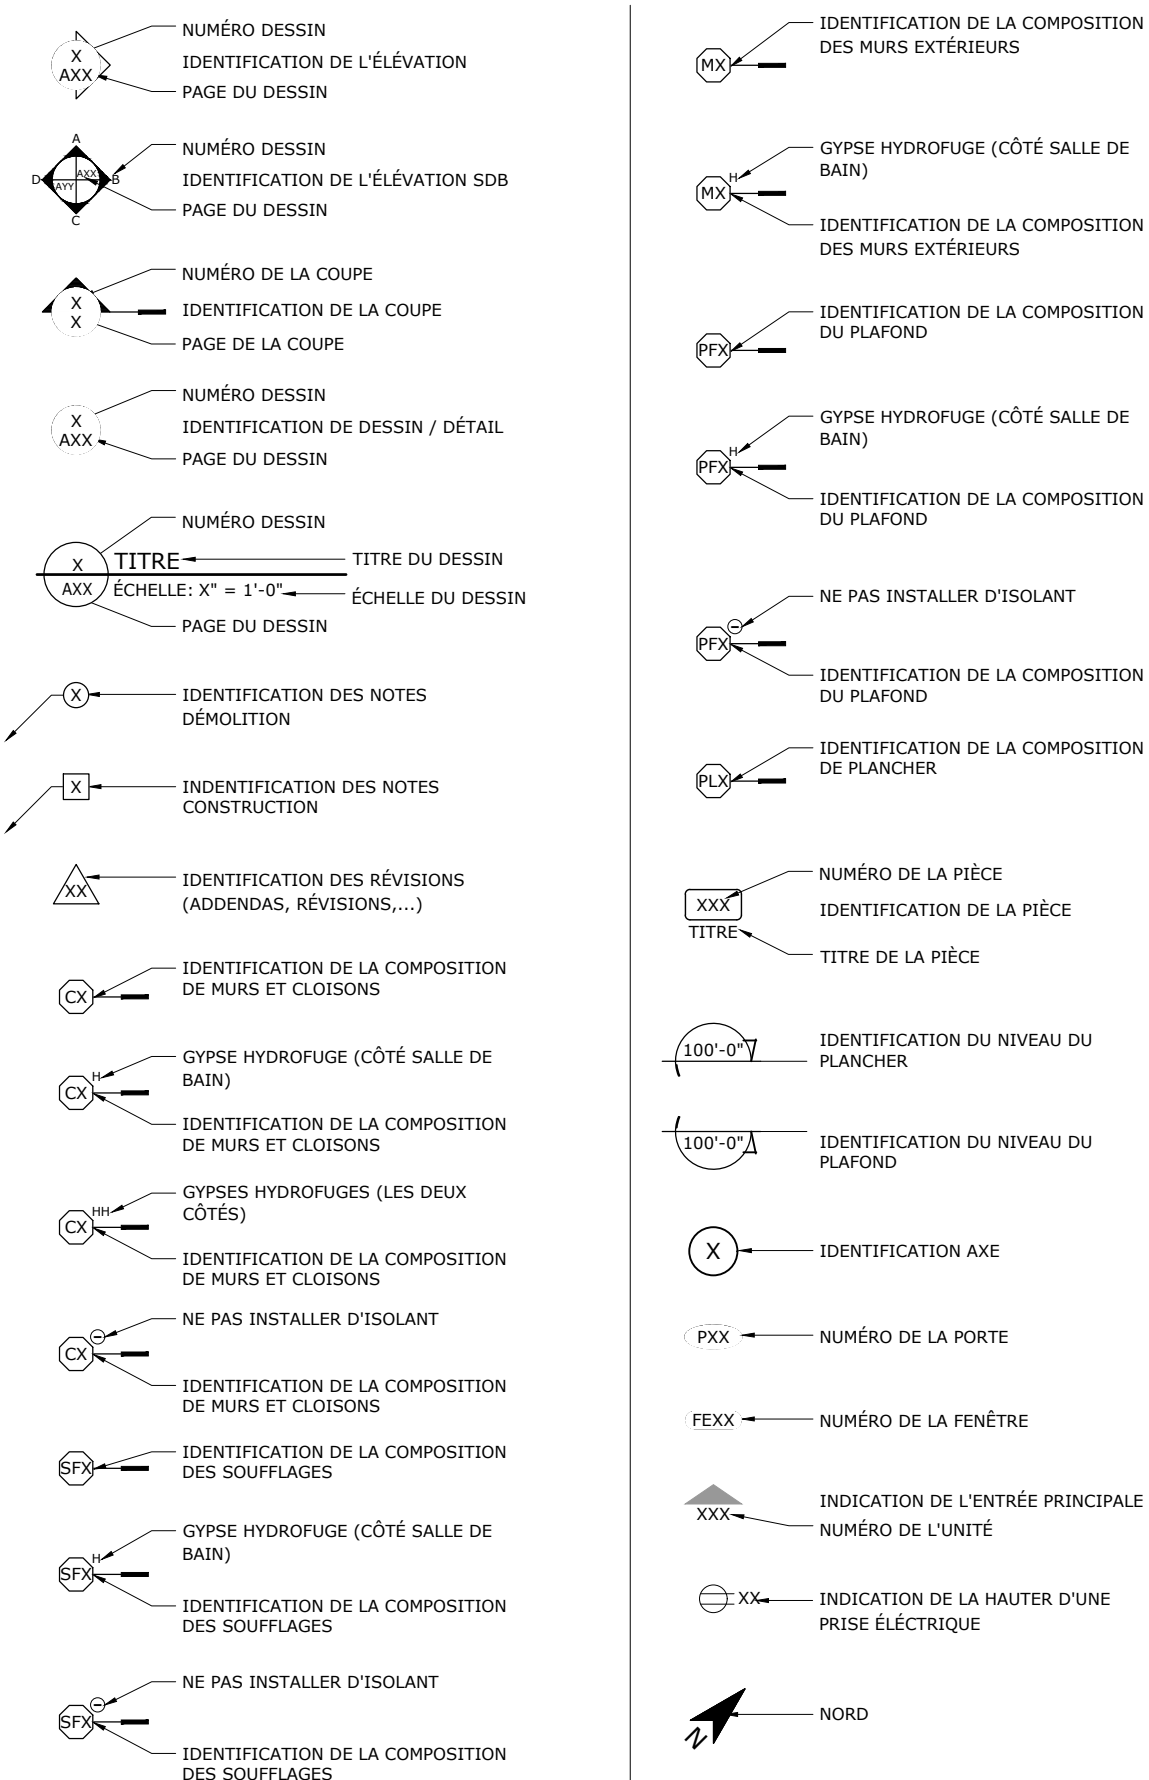 NUMÉRO DESSIN
X
AXX
IDENTIFICATION DE L'ÉLÉVATION
PAGE DU DESSIN
A
NUMÉRO DESSIN
D
AXX
AYY
B
IDENTIFICATION DE L'ÉLÉVATION SDB
PAGE DU DESSIN
C
NUMÉRO DE LA COUPE
X
X
IDENTIFICATION DE LA COUPE
PAGE DE LA COUPE
NUMÉRO DESSIN
X
AXX
IDENTIFICATION DE DESSIN / DÉTAIL
PAGE DU DESSIN
NUMÉRO DESSIN
X
TITRE
TITRE DU DESSIN
AXX
ÉCHELLE: X" = 1'-0"
ÉCHELLE DU DESSIN
PAGE DU DESSIN
X
IDENTIFICATION DES NOTES
DÉMOLITION
X
INDENTIFICATION DES NOTES
CONSTRUCTION
XX
IDENTIFICATION DES RÉVISIONS
(ADDENDAS, RÉVISIONS,...)
CX
IDENTIFICATION DE LA COMPOSITION
DE MURS ET CLOISONS
H
CX
GYPSE HYDROFUGE (CÔTÉ SALLE DE
BAIN)
IDENTIFICATION DE LA COMPOSITION
DE MURS ET CLOISONS
HH
CX
GYPSES HYDROFUGES (LES DEUX
CÔTÉS)
IDENTIFICATION DE LA COMPOSITION
DE MURS ET CLOISONS
CX
NE PAS INSTALLER D'ISOLANT
IDENTIFICATION DE LA COMPOSITION
DE MURS ET CLOISONS
SFX
IDENTIFICATION DE LA COMPOSITION
DES SOUFFLAGES
H
SFX
GYPSE HYDROFUGE (CÔTÉ SALLE DE
BAIN)
IDENTIFICATION DE LA COMPOSITION
DES SOUFFLAGES
SFX
NE PAS INSTALLER D'ISOLANT
IDENTIFICATION DE LA COMPOSITION
DES SOUFFLAGES
MX
IDENTIFICATION DE LA COMPOSITION
DES MURS EXTÉRIEURS
H
MX
GYPSE HYDROFUGE (CÔTÉ SALLE DE
BAIN)
IDENTIFICATION DE LA COMPOSITION
DES MURS EXTÉRIEURS
PFX
IDENTIFICATION DE LA COMPOSITION
DU PLAFOND
H
PFX
GYPSE HYDROFUGE (CÔTÉ SALLE DE
BAIN)
IDENTIFICATION DE LA COMPOSITION
DU PLAFOND
PFX
NE PAS INSTALLER D'ISOLANT
IDENTIFICATION DE LA COMPOSITION
DU PLAFOND
PLX
IDENTIFICATION DE LA COMPOSITION
DE PLANCHER
NUMÉRO DE LA PIÈCE
XXX
IDENTIFICATION DE LA PIÈCE
TITRE
TITRE DE LA PIÈCE
100'-0"
IDENTIFICATION DU NIVEAU DU
PLANCHER
100'-0"
IDENTIFICATION DU NIVEAU DU
PLAFOND
X
IDENTIFICATION AXE
PXX
NUMÉRO DE LA PORTE
FEXX
NUMÉRO DE LA FENÊTRE
INDICATION DE L'ENTRÉE PRINCIPALE
XXX
NUMÉRO DE L'UNITÉ
XX
INDICATION DE LA HAUTER D'UNE
PRISE ÉLÉCTRIQUE
N
NORD